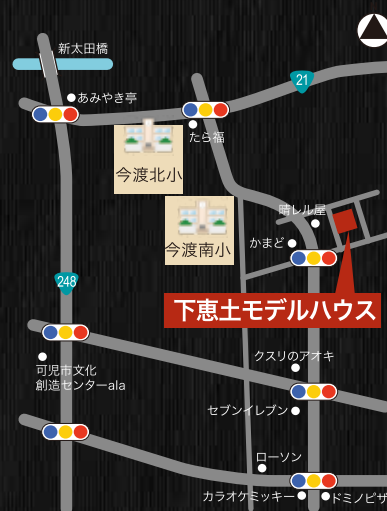 新太田橋
21
あみやき亭
たら福
今渡北小
晴レル屋
今渡南小
かまど
248
下恵土モデルハウス
クスリのアオキ
可児市文化
創造センターala
セブンイレブン
ローソン
カラオケミッキー
ドミノピザ